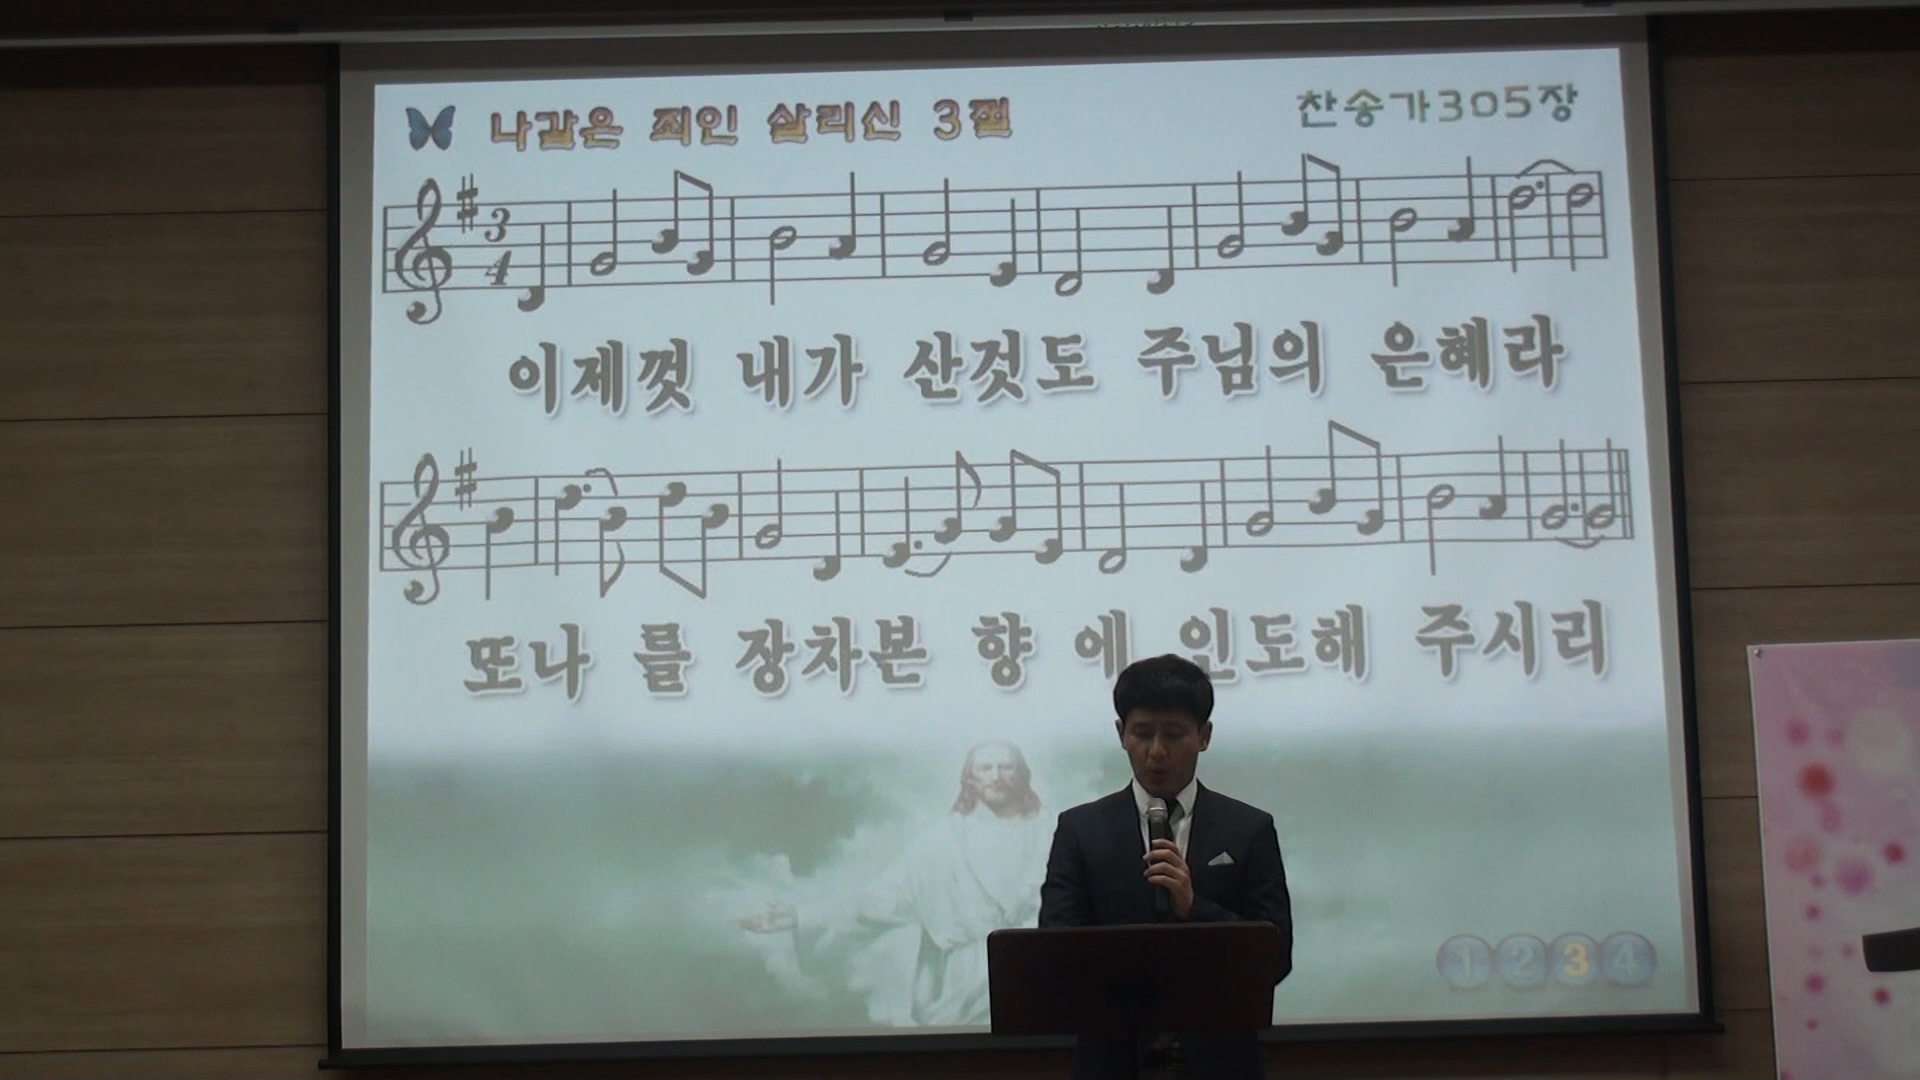 나같은 죄인 살리신 3절
찬송가305장
3
4
이제껏 내가 산것도 주님의 은혜라
또나 를 장차본 향 에 인도해 주시리
1 2 3 4